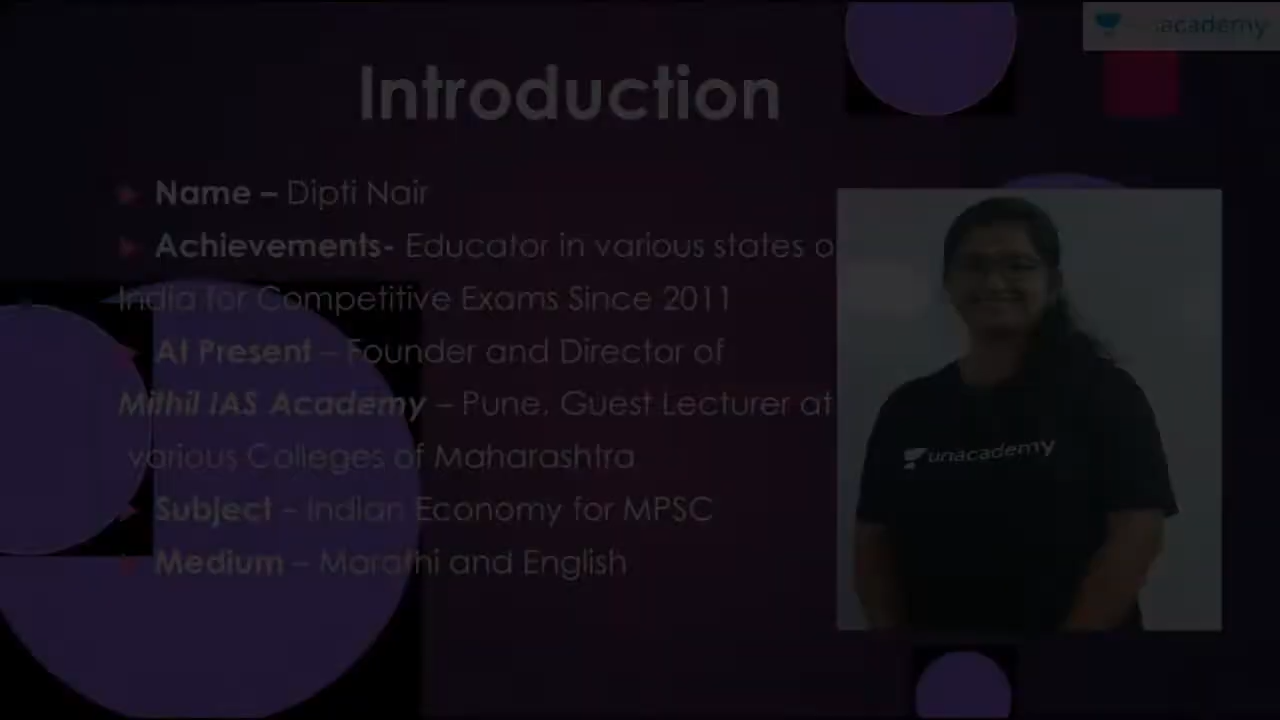 unacademy
Introduction
Name – Dipti Nair
Achievements- Educator in various states o
India for Competitive Exams Since 2011
At Present – Founder and Director of
Mithil IAS Academy – Pune. Guest Lecturer at
various Colleges of Maharashtra
Subject – Indian Economy for MPSC
Medium – Marathi and English
unacademy